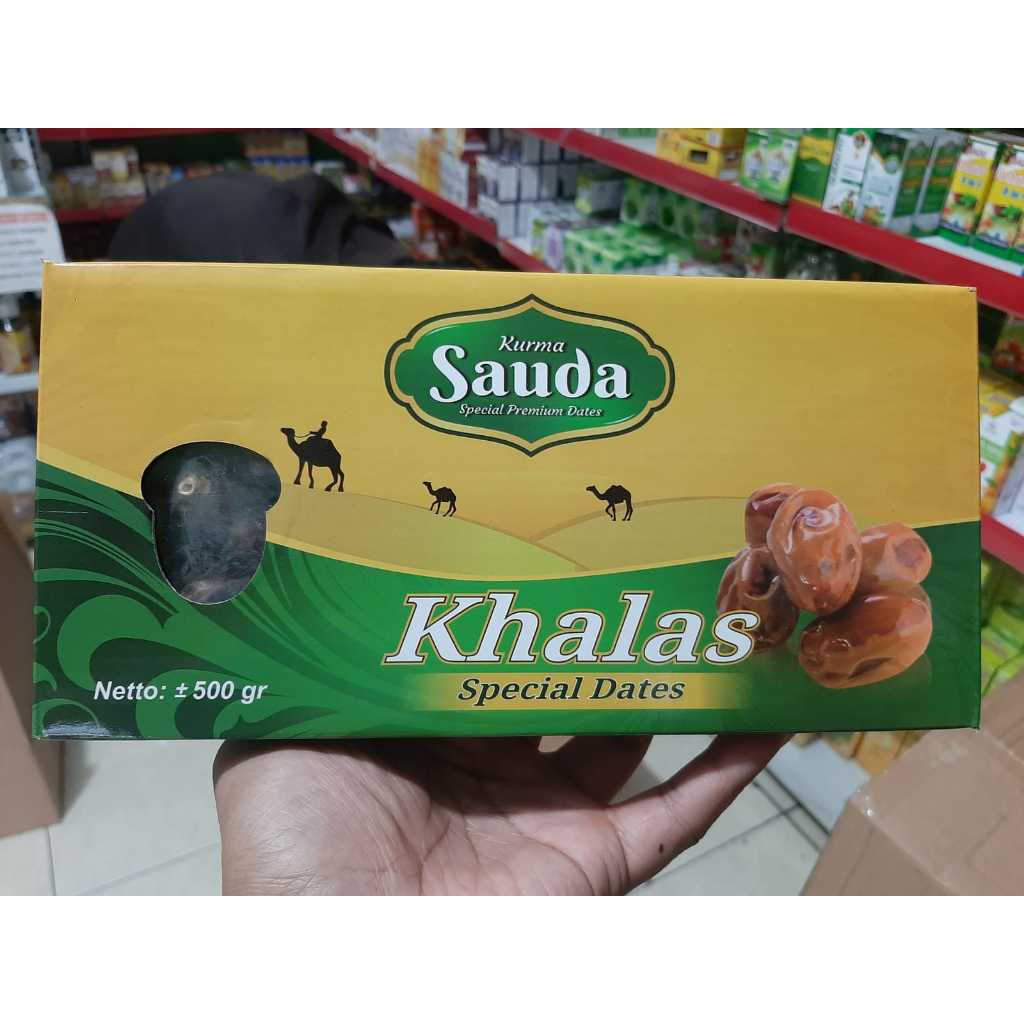 Kurma
Sauda
Special Premium Dates
Khalas
Special Dates
Netto: ± 500 gr